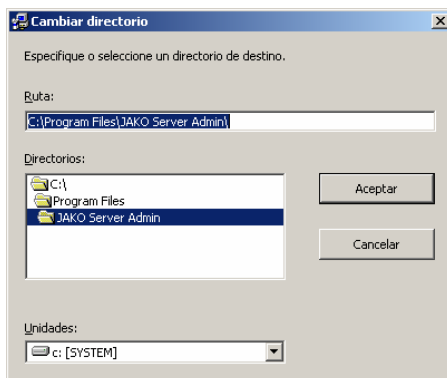 Cambiar directorio
Especifique o seleccione un directorio de destino.
Ruta:
C:\Program Files\JAKO Server Admin\
Directorios:
C:\
Program Files
JAKO Server Admin
Aceptar
Cancelar
Unidades:
c: [SYSTEM]